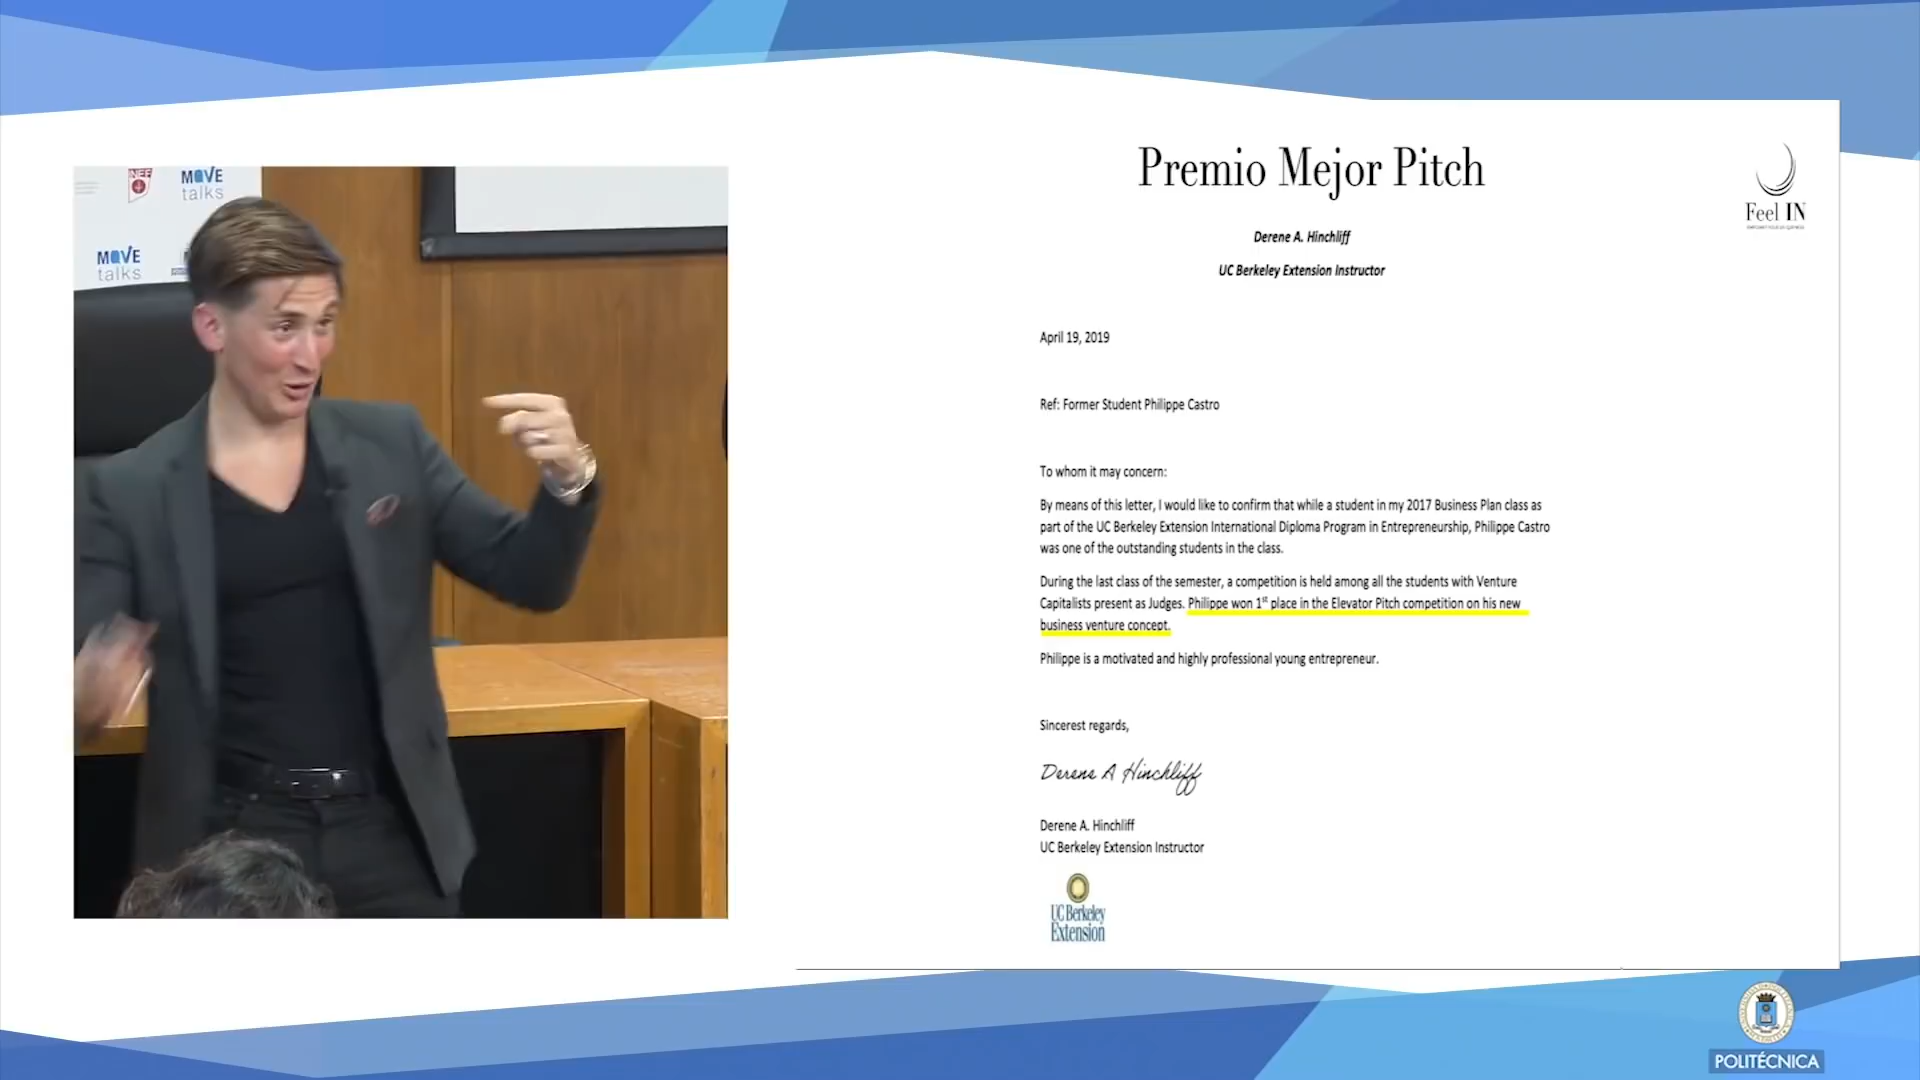 INEF
MOVE
talks
MOVE
talks
Premio Mejor Pitch
Feel IN
Derene A. Hinchliff
UC Berkeley Extension Instructor
April 19, 2019
Ref: Former Student Philippe Castro
To whom it may concern:
By means of this letter, I would like to confirm that while a student in my 2017 Business Plan class as
part of the UC Berkeley Extension International Diploma Program in Entrepreneurship, Philippe Castro
was one of the outstanding students in the class.
During the last class of the semester, a competition is held among all the students with Venture
Capitalists present as Judges. Philippe won 1st place in the Elevator Pitch competition on his new
business venture concept.
Philippe is a motivated and highly professional young entrepreneur.
Sincerest regards,
Derene A Hinchliff
Derene A. Hinchliff
UC Berkeley Extension Instructor
UC Berkeley
Extension
POLITÉCNICA